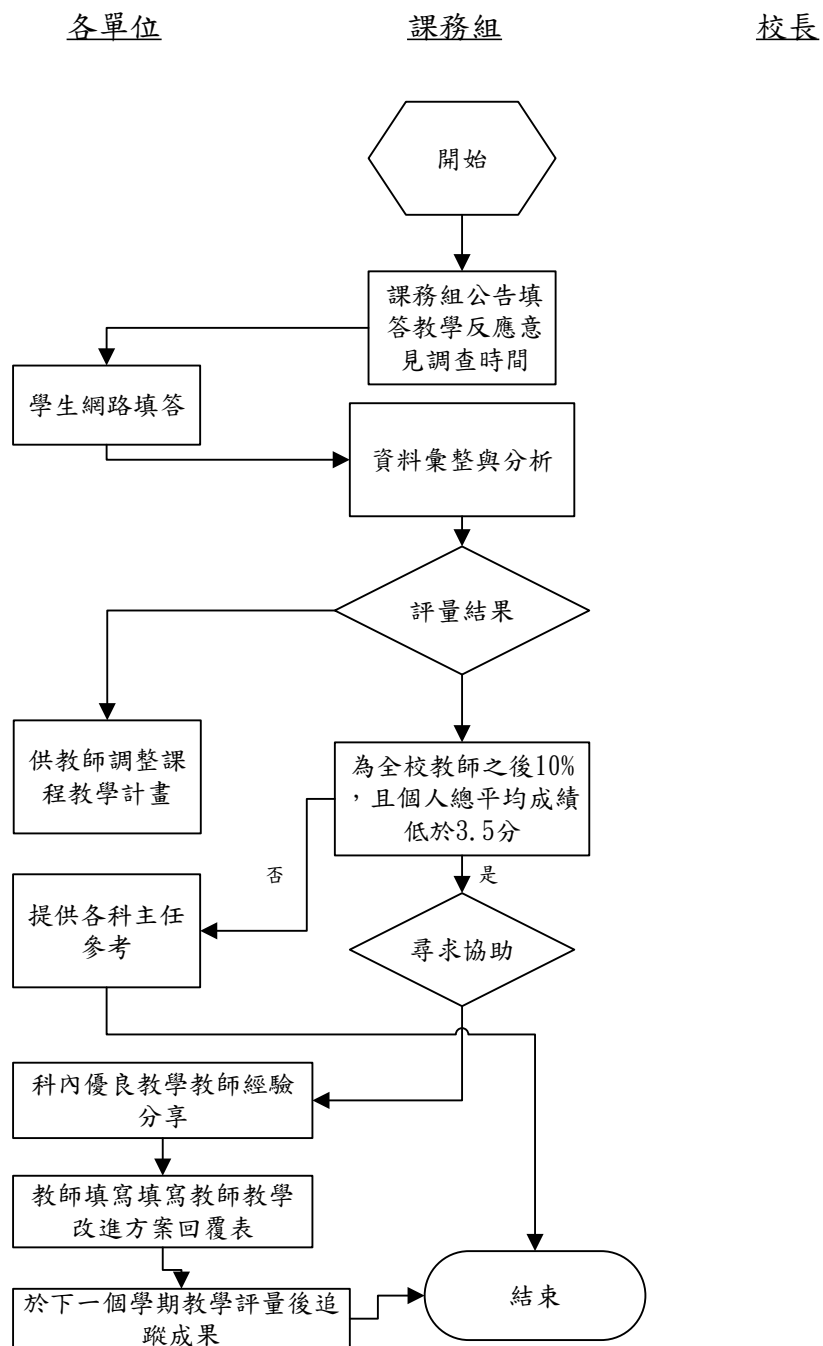 各單位
課務組
校長
開始
課務組公告填
答教學反應意
見調查時間
學生網路填答
資料彙整與分析
評量結果
供教師調整課
程教學計畫
為全校教師之後10%
，且個人總平均成績
低於3.5分
否
是
提供各科主任
參考
尋求協助
科內優良教學教師經驗
分享
教師填寫填寫教師教學
改進方案回覆表
於下一個學期教學評量後追
蹤成果
結束